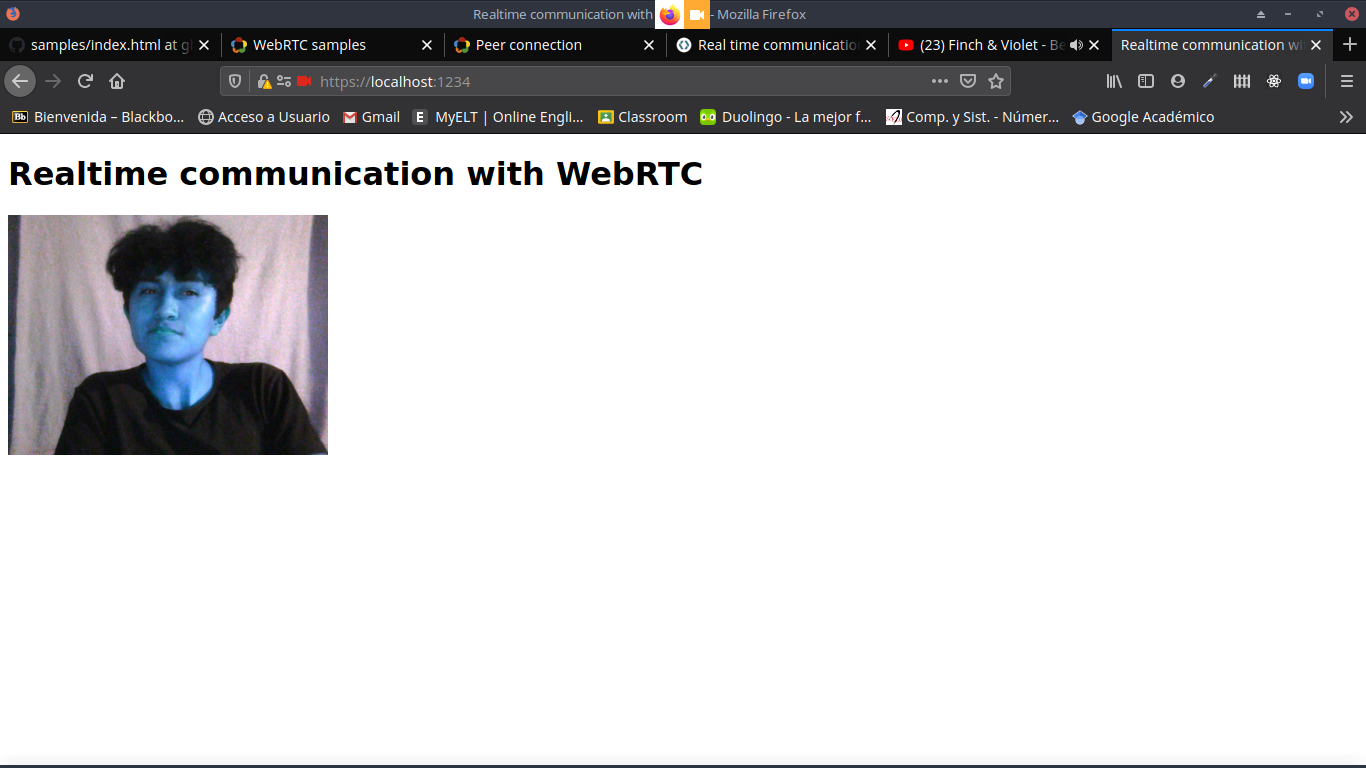 Realtime communication with - Mozilla Firefox
samples/index.html at g
WebRTC samples
Peer connection
Real time communicatio
(23) Finch & Violet - Be
Realtime communication wi
https://localhost:1234
Bb Bienvenida – Blackbo... Acceso a Usuario Gmail E MyELT | Online Engli... Classroom Duolingo - La mejor f... Comp. y Sist. - Númer... Google Académico
Realtime communication with WebRTC